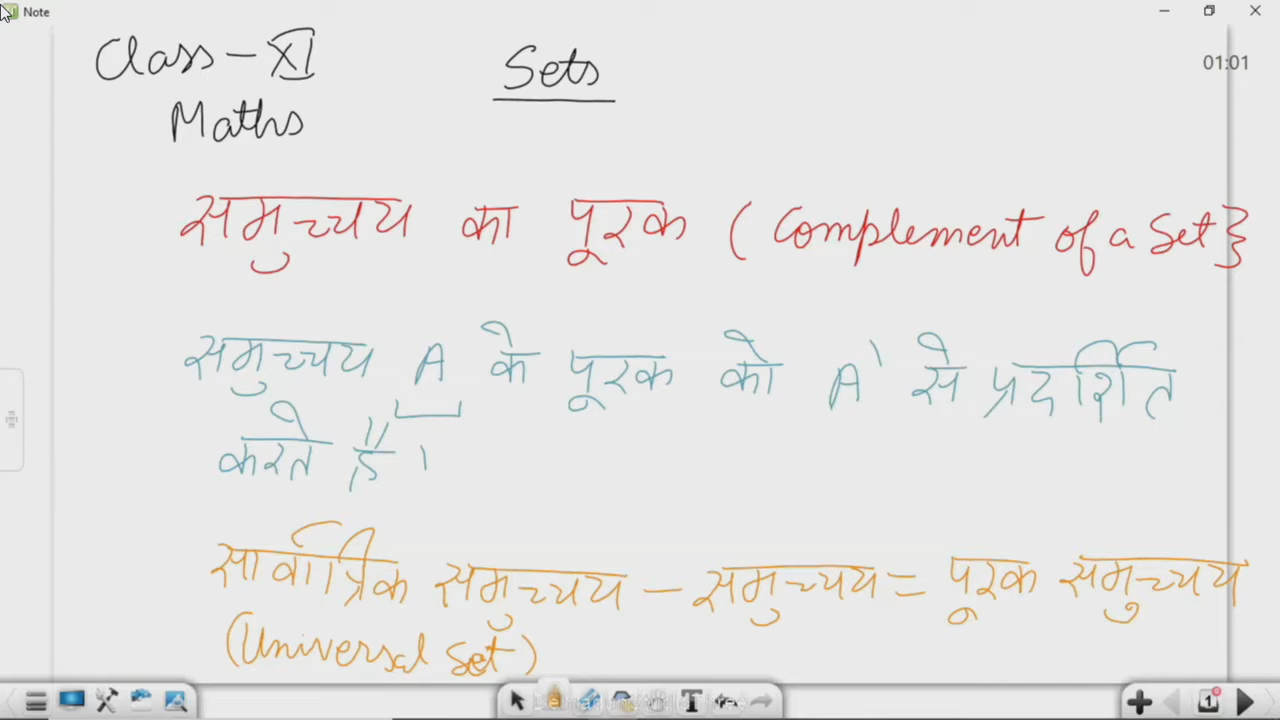 Note
Class - XI
Sets
01:01
Maths
समुच्चय का पूरक ( Complement of a Set }
समुच्चय A के पूरक को A' से प्रदर्शित
करते हैं ।
सार्वत्रिक समुच्चय - समुच्चय = पूरक समुच्चय
(Universal Set)